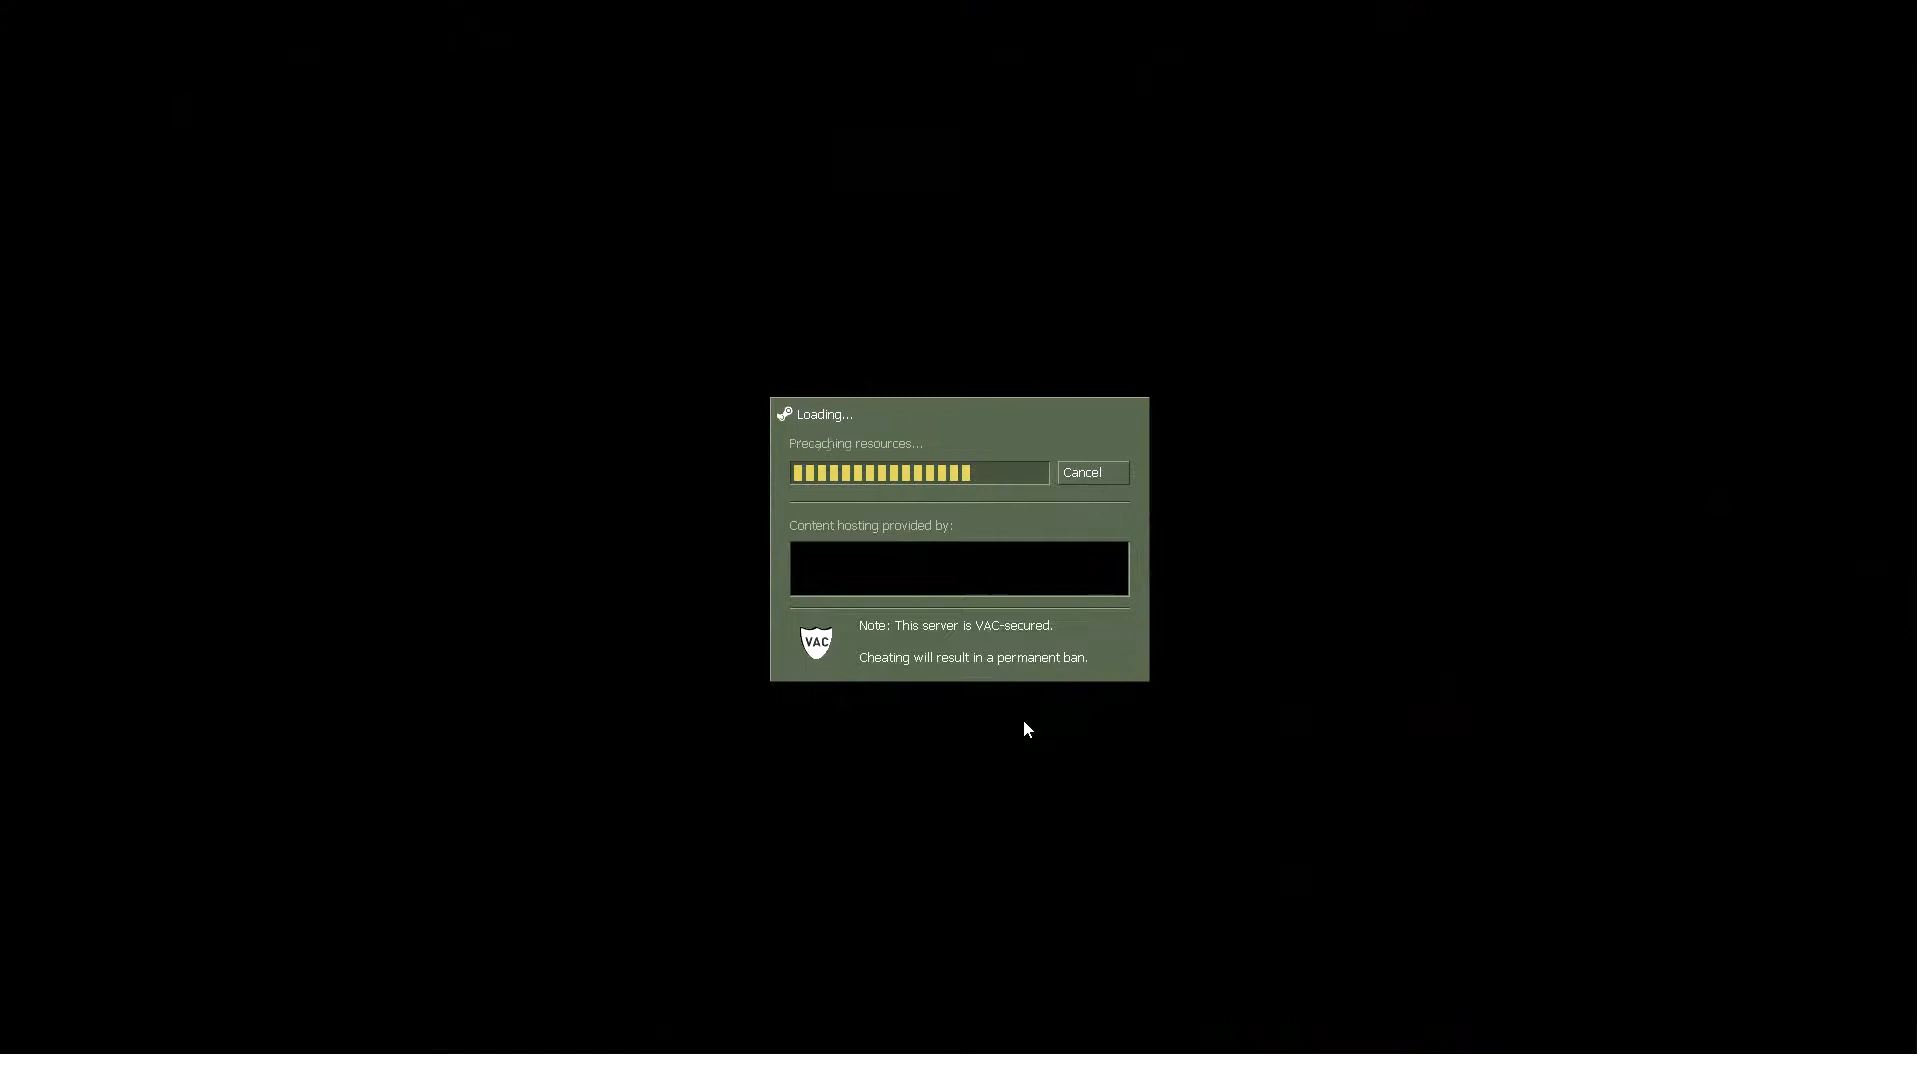 Loading...
Precaching resources...
Cancel
Content hosting provided by:
VAC
Note: This server is VAC-secured.
Cheating will result in a permanent ban.